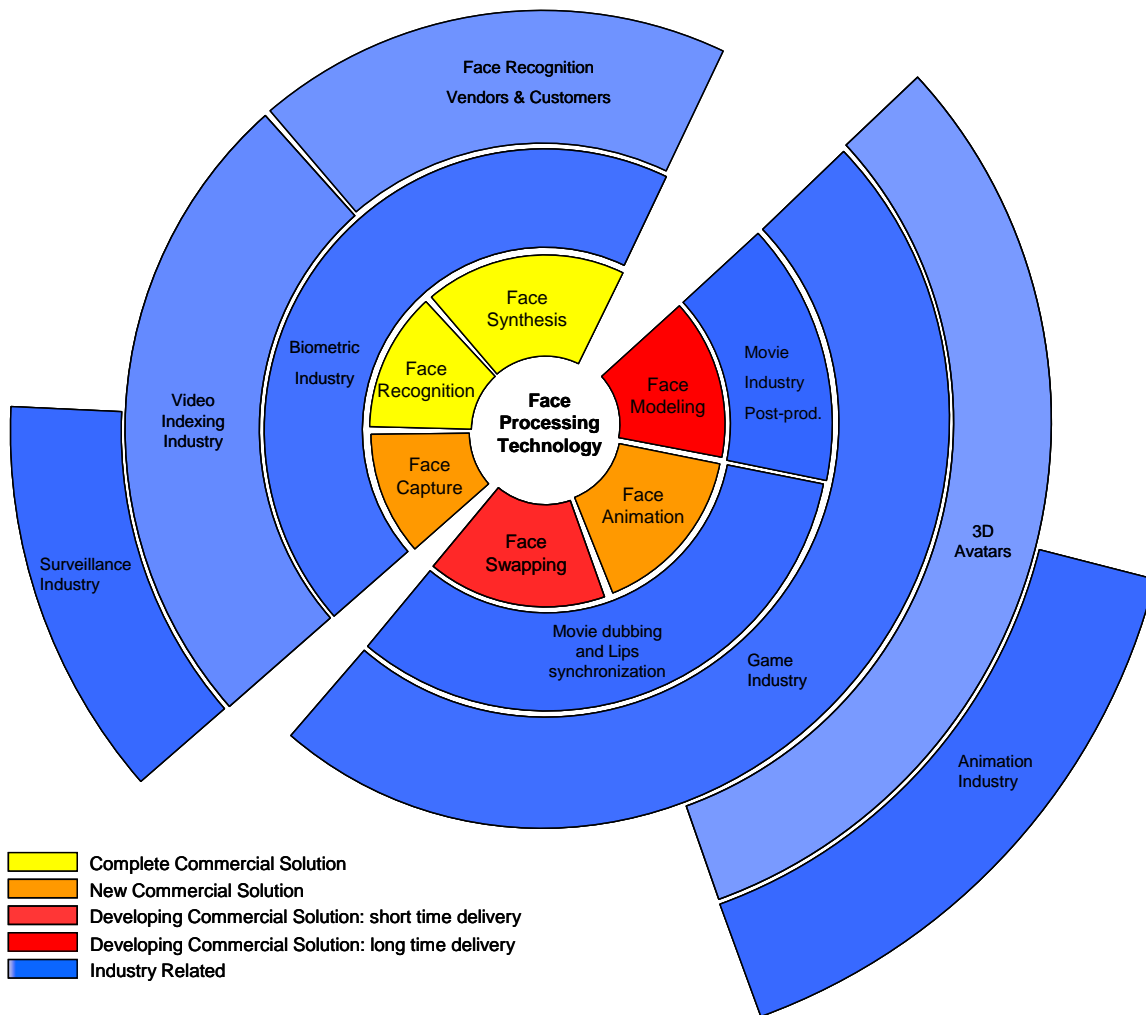 Face Recognition
Vendors & Customers
Face
Synthesis
Biometric
Industry
Face
Recognition
Face
Processing
Technology
Face
Modeling
Movie
Industry
Post-prod.
Video
Indexing
Industry
Face
Capture
Face
Animation
Face
Swapping
3D
Avatars
Surveillance
Industry
Movie dubbing
and Lips
synchronization
Game
Industry
Animation
Industry
Complete Commercial Solution
New Commercial Solution
Developing Commercial Solution: short time delivery
Developing Commercial Solution: long time delivery
Industry Related